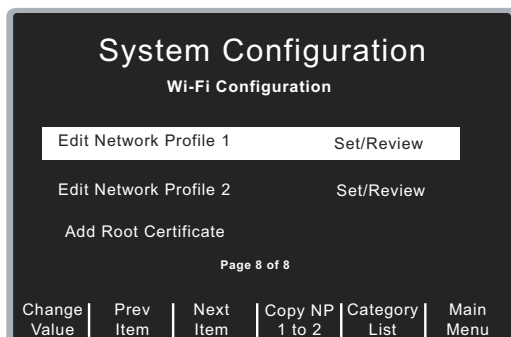 System Configuration
Wi-Fi Configuration
Edit Network Profile 1 Set/Review
Edit Network Profile 2 Set/Review
Add Root Certificate
Page 8 of 8
Change Value Prev Item Next Item Copy NP 1 to 2 Category List Main Menu